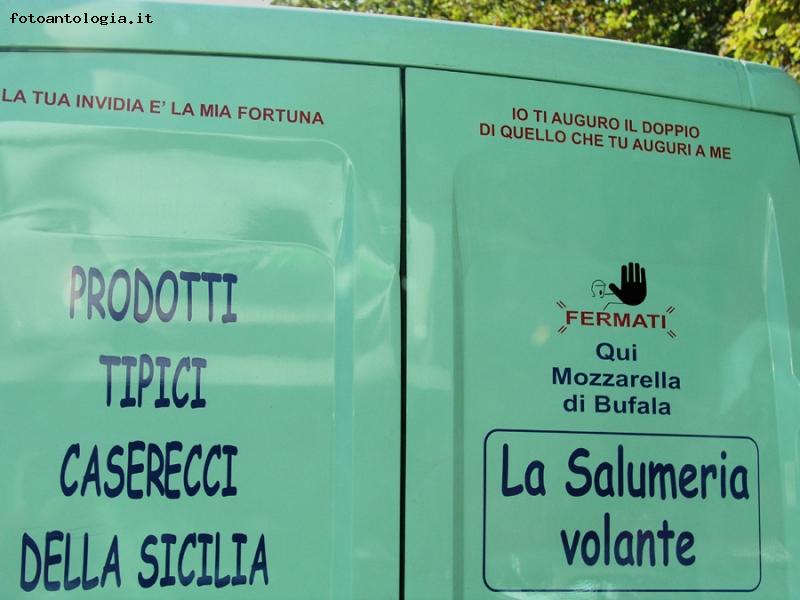 fotoantologia.it
LA TUA INVIDIA E' LA MIA FORTUNA
IO TI AUGURO IL DOPPIO
DI QUELLO CHE TU AUGURI A ME
PRODOTTI
TIPICI
CASERECCI
DELLA SICILIA
FERMATI
Qui
Mozzarella
di Bufala
La Salumeria
volante